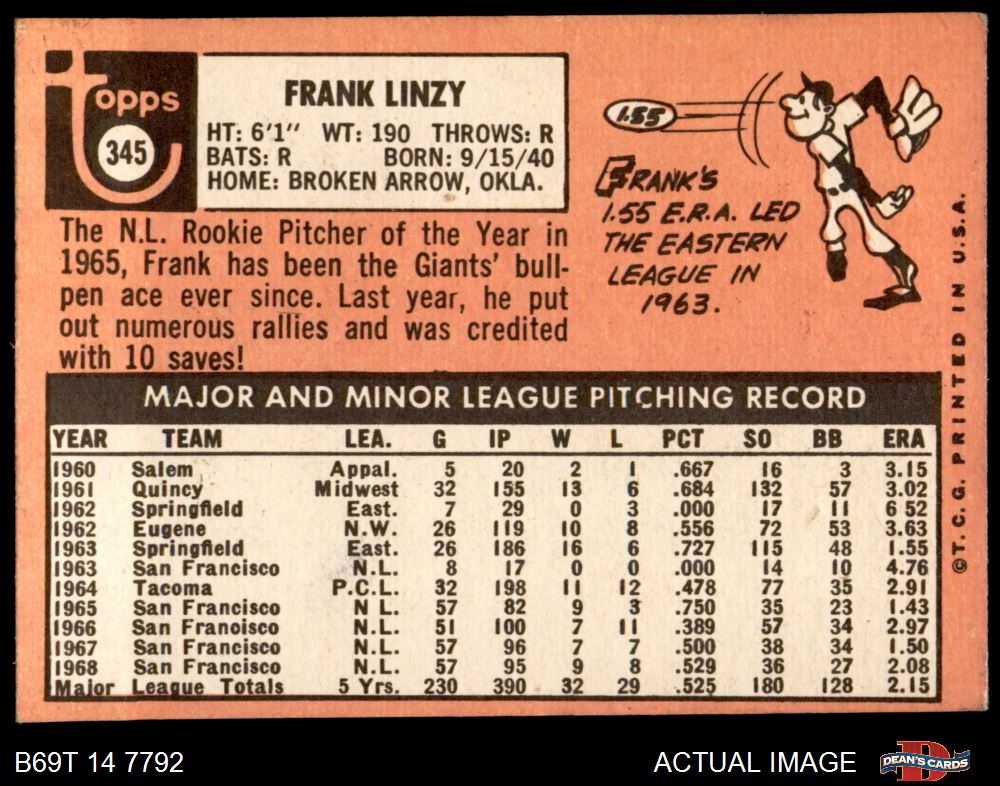 Topps
345
FRANK LINZY
HT: 6'1" WT: 190 THROWS: R
BATS: R BORN: 9/15/40
HOME: BROKEN ARROW, OKLA.
The N.L. Rookie Pitcher of the Year in
1965, Frank has been the Giants' bull-
pen ace ever since. Last year, he put
out numerous rallies and was credited
with 10 saves!
1.55
FRANK'S
1.55 E.R.A. LED
THE EASTERN
LEAGUE IN
1963.
MAJOR AND MINOR LEAGUE PITCHING RECORD
YEAR TEAM LEA. G IP W L PCT SO BB ERA
1960 Salem Appal. 5 20 2 1 .667 16 3 3.15
1961 Quincy Midwest 32 155 13 6 .684 132 57 3.02
1962 Springfield East. 7 29 0 3 .000 17 11 6 52
1962 Eugene N.W. 26 119 10 8 .556 72 53 3.63
1963 Springfield East. 26 186 16 6 .727 115 48 1.55
1963 San Francisco N.L. 8 17 0 0 .000 14 10 4.76
1964 Tacoma P.C.L. 32 198 11 12 .478 77 35 2.91
1965 San Francisco N L. 57 82 9 3 .750 35 23 1.43
1966 San Franoisco N.L. 51 100 7 11 .389 57 34 2.97
1967 San Francisco N.L. 57 96 7 7 .500 38 34 1.50
1968 San Francisco N.L. 57 95 9 8 .529 36 27 2.08
Major League Totals 5 Yrs. 230 390 32 29 .525 180 128 2.15
©T. C. G. PRINTED IN U.S.A.
B69T 14 7792
ACTUAL IMAGE
D
DEAN'S CARDS